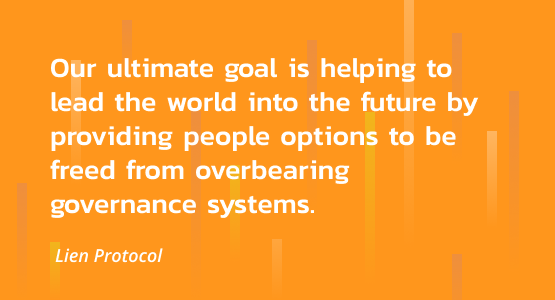 Our ultimate goal is helping to
lead the world into the future by
providing people options to be
freed from overbearing
governance systems.
Lien Protocol